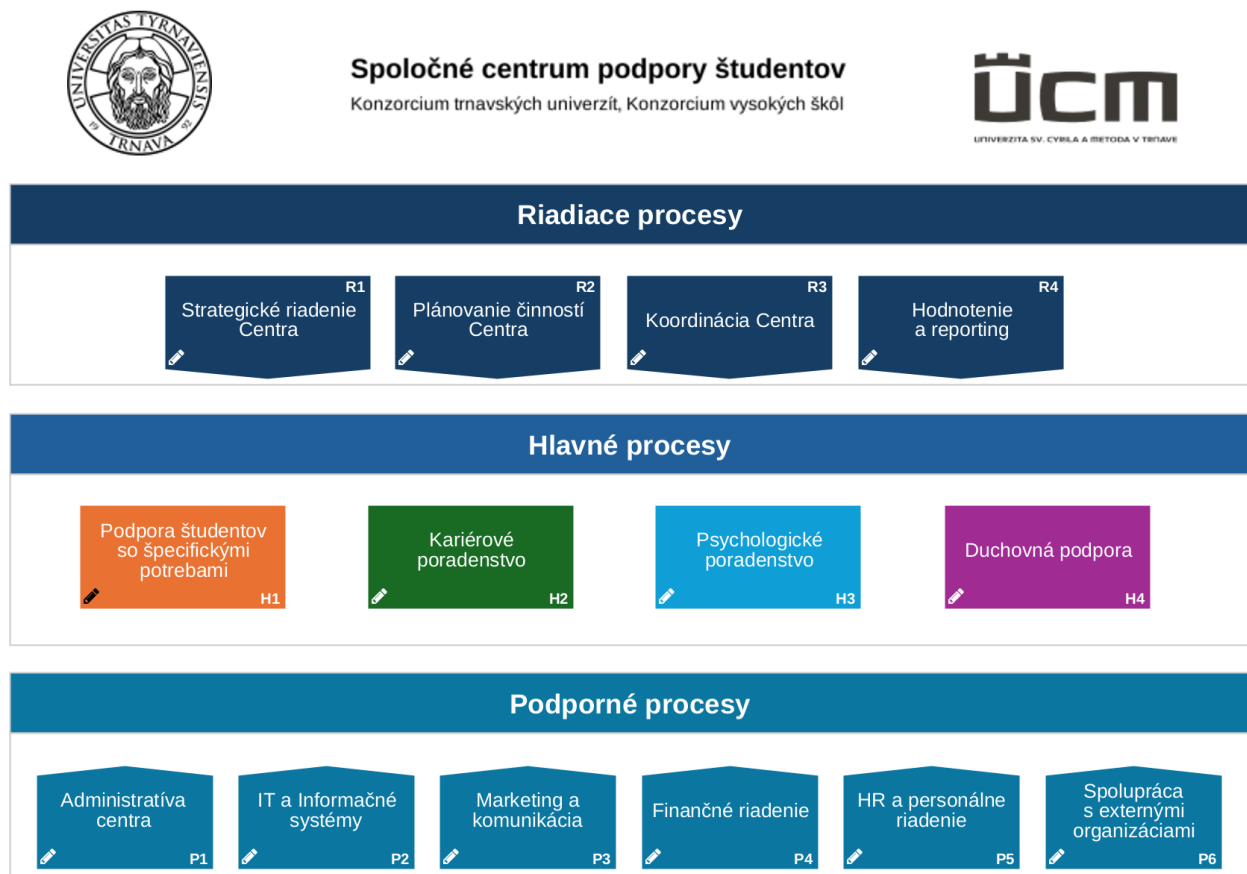 UNIVERSITAS TYRNAVIENSIS
19 TRNAVA 92
Spoločné centrum podpory študentov
Konzorcium trnavských univerzít, Konzorcium vysokých škôl
ücm
UNIVERZITA SV. CYRILA A METODA V TRNAVE
Riadiace procesy
R1
Strategické riadenie
Centra
R2
Plánovanie činností
Centra
R3
Koordinácia Centra
R4
Hodnotenie
a reporting
Hlavné procesy
Podpora študentov
so špecifickými
potrebami
H1
Kariérové
poradenstvo
H2
Psychologické
poradenstvo
H3
Duchovná podpora
H4
Podporné procesy
Administratíva
centra
P1
IT a Informačné
systémy
P2
Marketing a
komunikácia
P3
Finančné riadenie
P4
HR a personálne
riadenie
P5
Spolupráca
s externými
organizáciami
P6